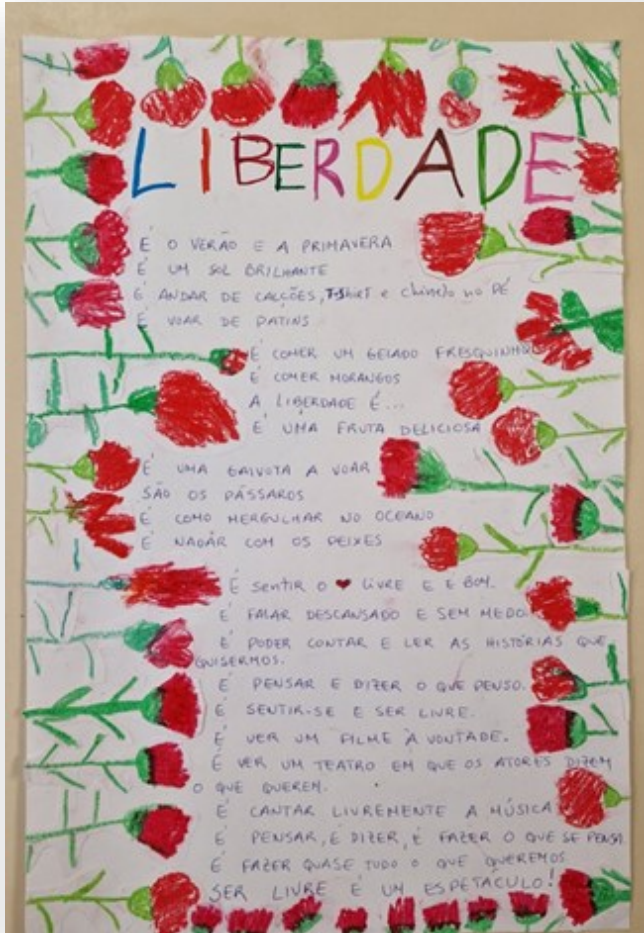 LIBERDADE
É O VERÃO E A PRIMAVERA
É UM SOL BRILHANTE
É ANDAR DE CALÇÕES, T-Shirt e chinelo no PÉ
É VOAR DE PATINS
É COMER UM GELADO FRESQUINHO
É COMER MORANGOS
A LIBERDADE É...
É UMA FRUTA DELICIOSA
É UMA GAIVOTA A VOAR
SÃO OS PÁSSAROS
É COMO MERGULHAR NO OCEANO
É NADAR COM OS PEIXES
É sentir o ❤ LIVRE E É BOM.
É FALAR DESCANSADO E SEM MEDO.
É PODER CONTAR E LER AS HISTÓRIAS QUE
QUISERMOS.
É PENSAR E DIZER O QUE PENSO.
É SENTIR-SE E SER LIVRE.
É VER UM FILME À VONTADE.
É VER UM TEATRO EM QUE OS ATORES DIZEM
O QUE QUEREM.
É CANTAR LIVREMENTE A MÚSICA
É PENSAR, É DIZER, É FAZER O QUE SE PENSA.
É FAZER QUASE TUDO O QUE QUEREMOS
SER LIVRE É UM ESPETÁCULO!